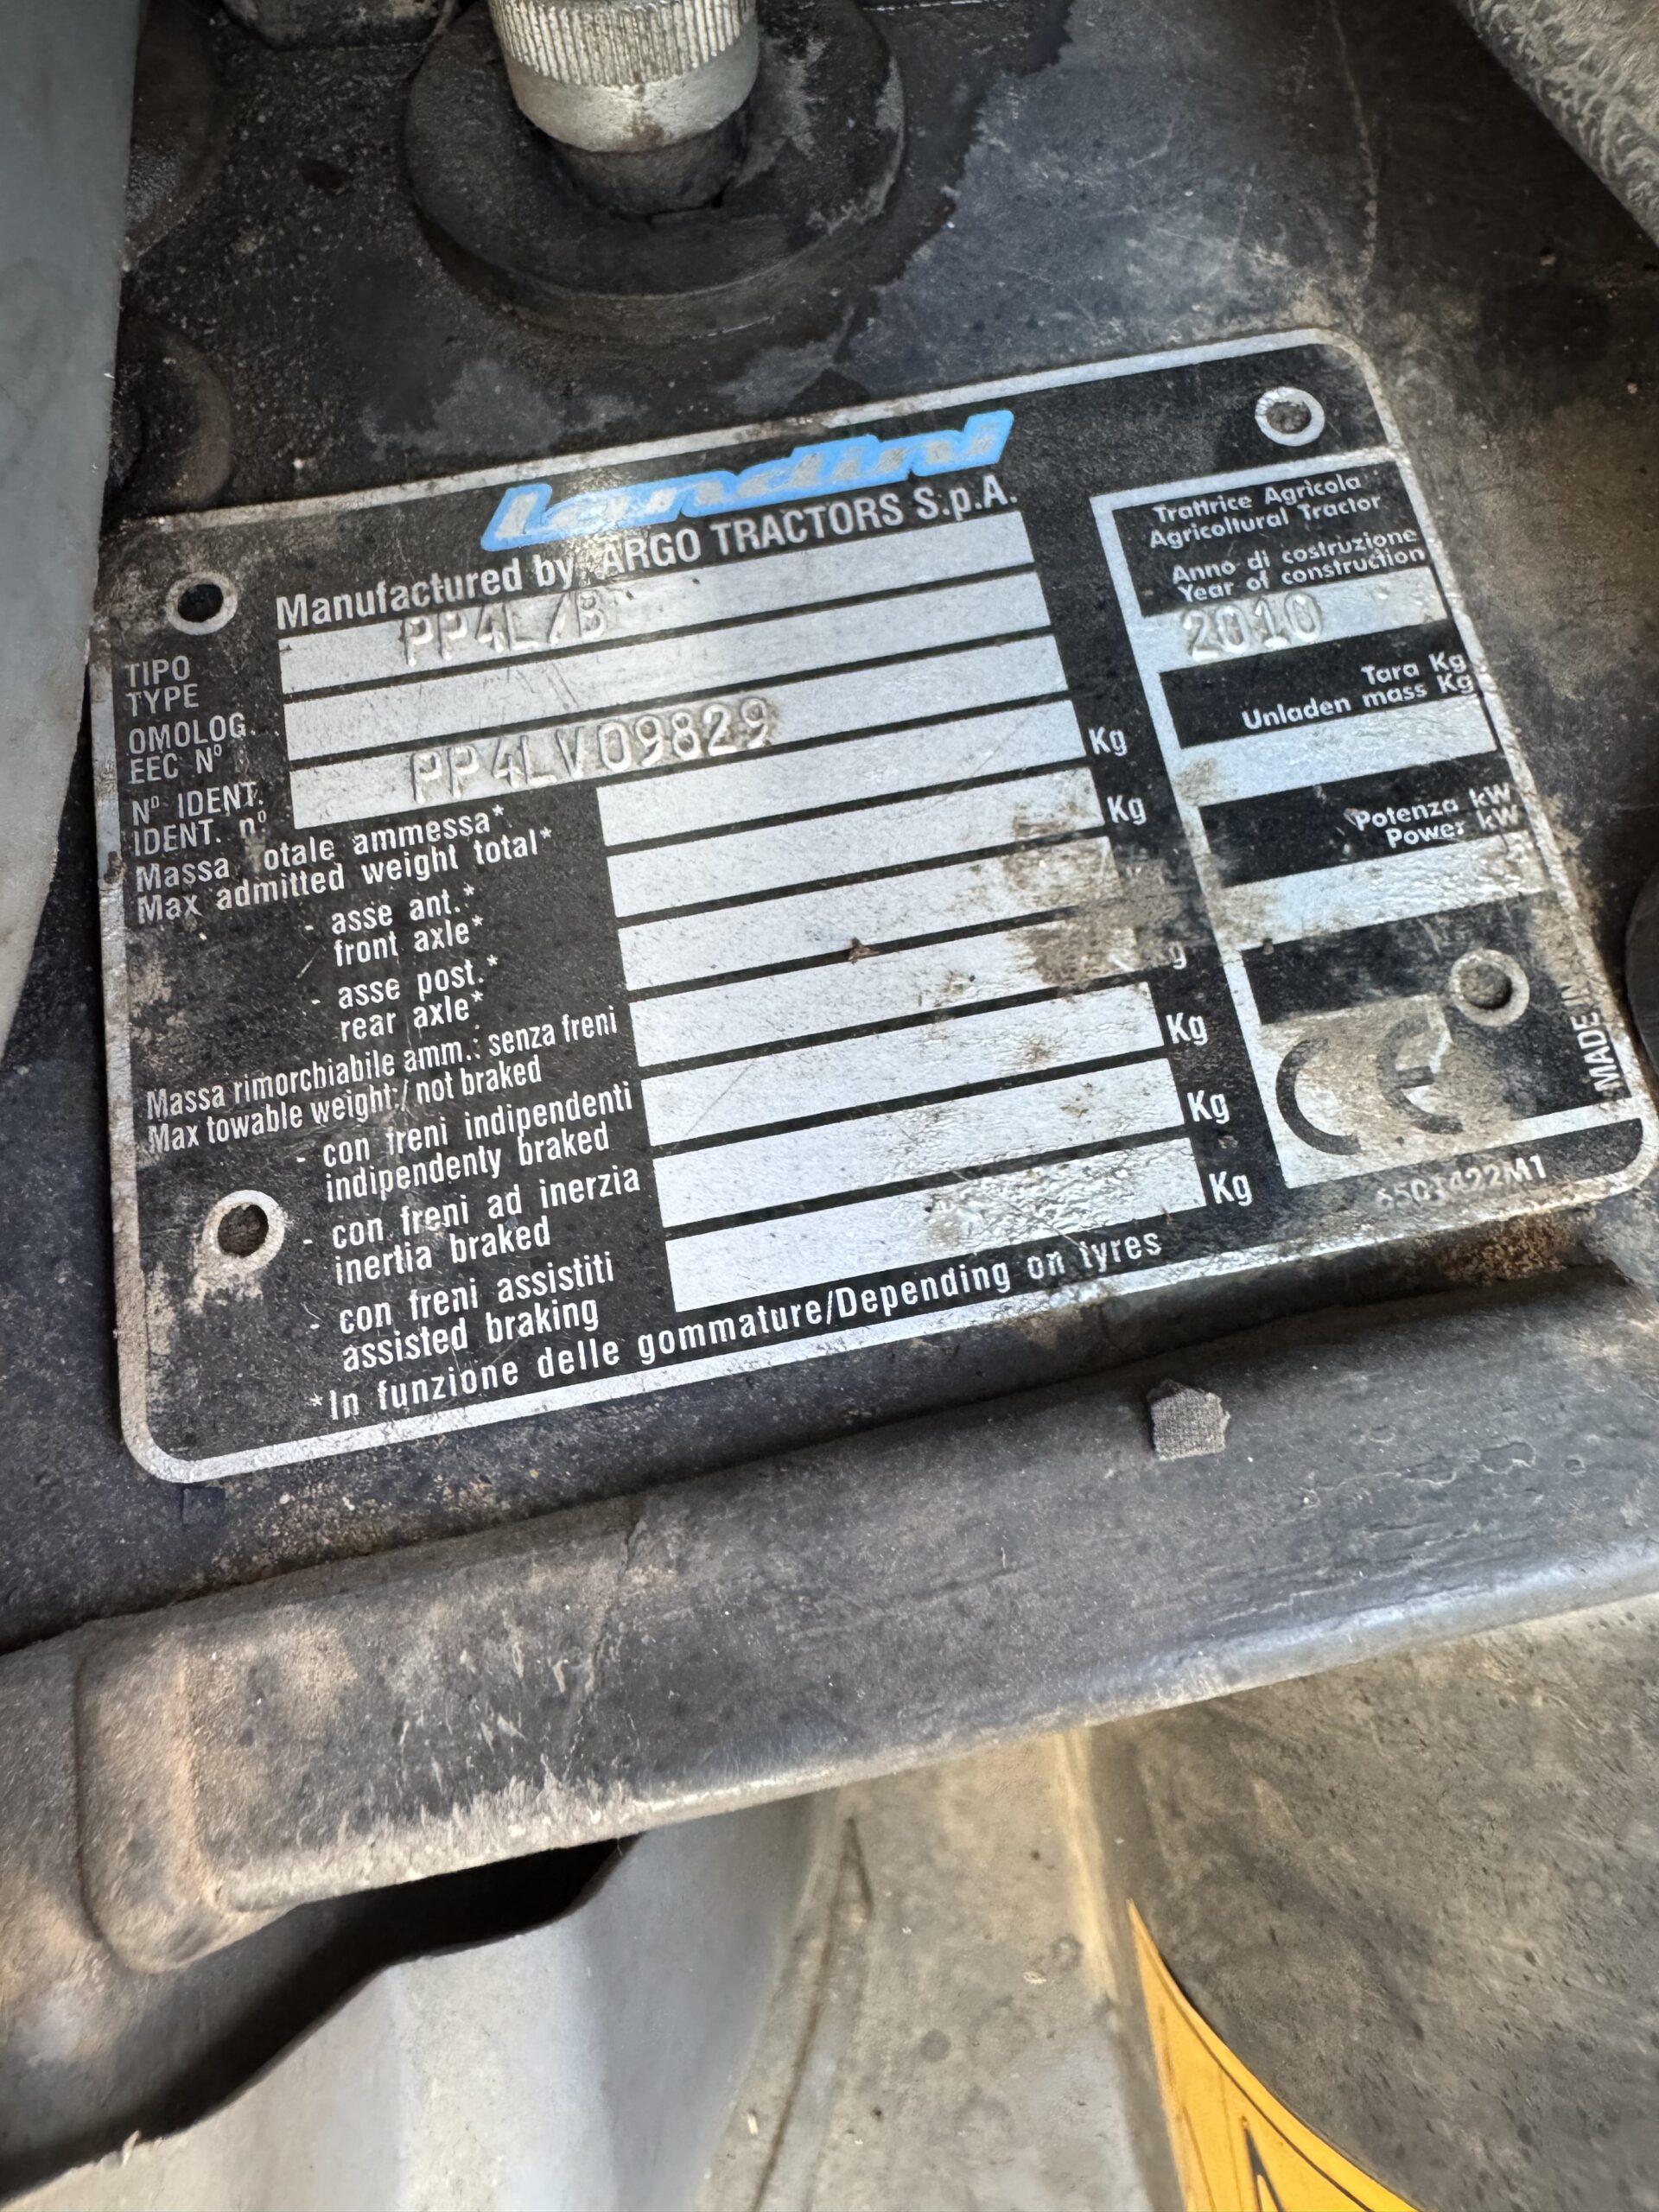 Landini
Manufactured by ARGO TRACTORS S.p.A.
TIPO
TYPE
PP4L/B
OMOLOG.
EEC Nº
Nº IDENT.
IDENT. nº
PP4LV09829
Massa Totale ammessa*
Max admitted weight total*
Kg
- asse ant.*
front axle*
Kg
- asse post.*
rear axle*
Massa rimorchiabile amm.: senza freni
Max towable weight:/ not braked
- con freni indipendenti
indipendently braked
Kg
- con freni ad inerzia
inertia braked
Kg
- con freni assistiti
assisted braking
Kg
*In funzione delle gommature/Depending on tyres
Trattrice Agricola
Agricoltural Tractor
Anno di costruzione
Year of construction
2010
Tara Kg
Unladen mass Kg
Potenza kW
Power kW
CE
MADE IN